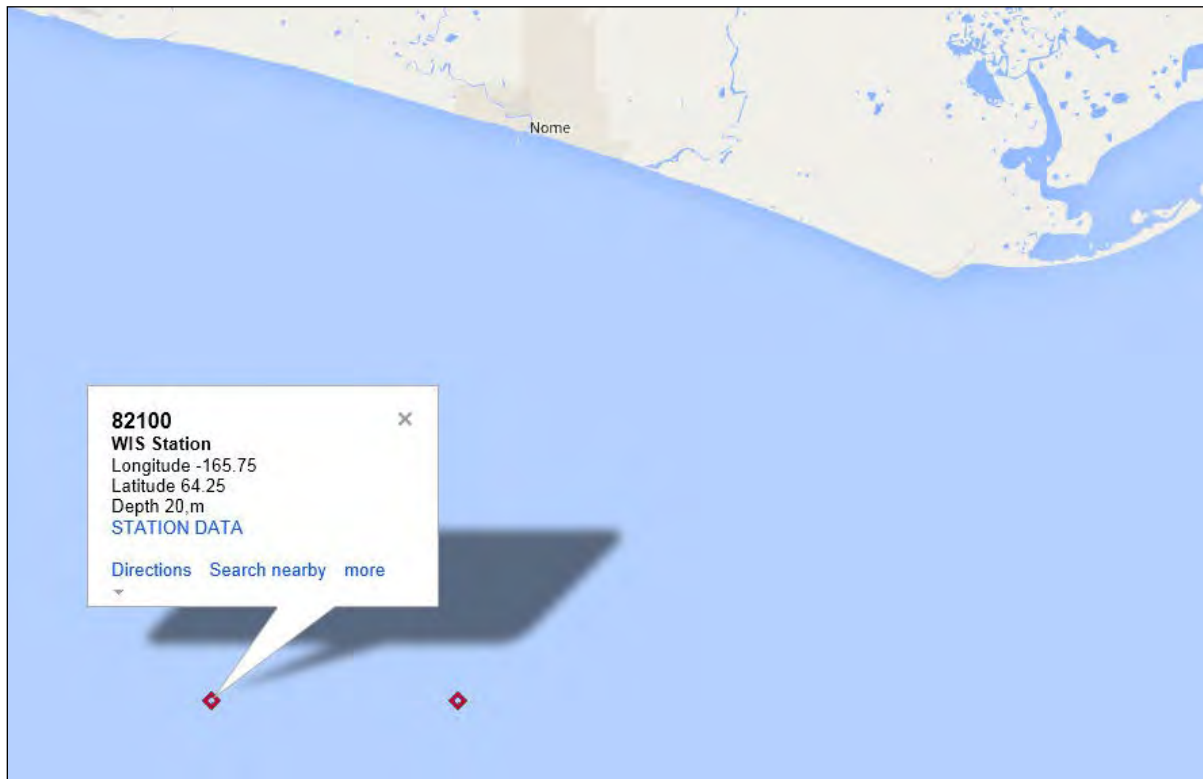 Nome
82100
WIS Station
Longitude -165.75
Latitude 64.25
Depth 20,m
STATION DATA
Directions Search nearby more